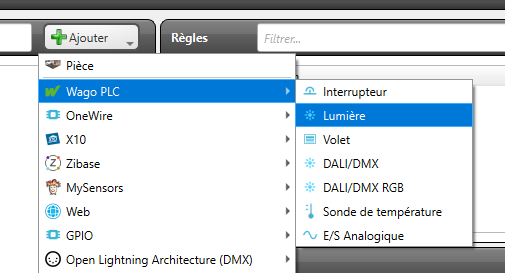 Ajouter
Règles
Filtrer...
Pièce
Wago PLC
OneWire
X10
Zibase
MySensors
Web
GPIO
Open Lightning Architecture (DMX)
Interrupteur
Lumière
Volet
DALI/DMX
DALI/DMX RGB
Sonde de température
E/S Analogique